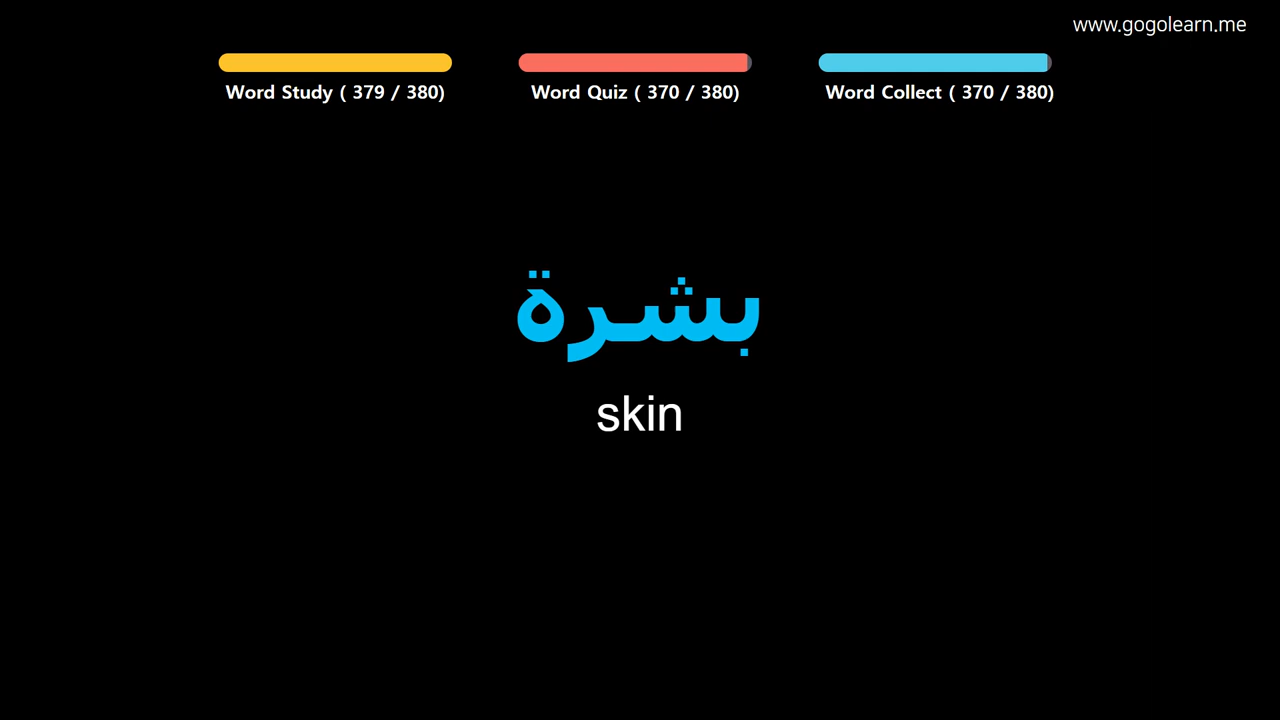 www.gogolearn.me
Word Study ( 379 / 380)
Word Quiz ( 370 / 380)
Word Collect ( 370 / 380)
بشرة
skin